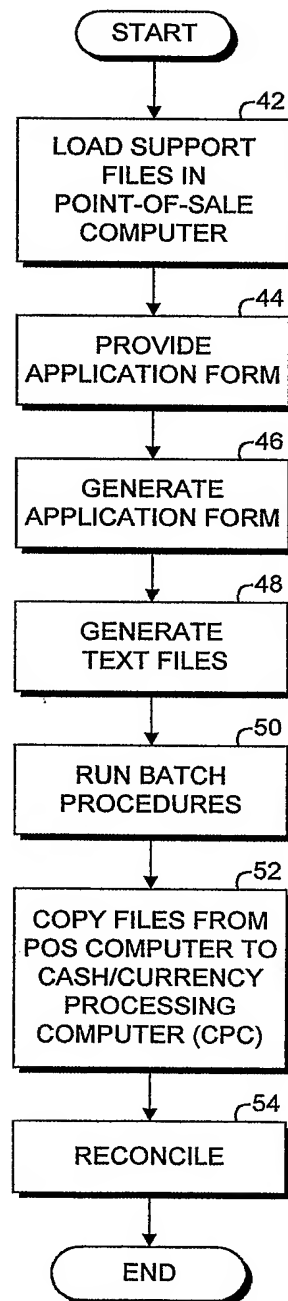 START
42
LOAD SUPPORT
FILES IN
POINT-OF-SALE
COMPUTER
44
PROVIDE
APPLICATION FORM
46
GENERATE
APPLICATION FORM
48
GENERATE
TEXT FILES
50
RUN BATCH
PROCEDURES
52
COPY FILES FROM
POS COMPUTER TO
CASH/CURRENCY
PROCESSING
COMPUTER (CPC)
54
RECONCILE
END